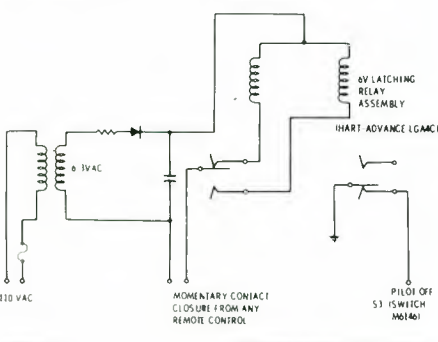 6V LATCHING
RELAY
ASSEMBLY
(HART-ADVANCE LGA4C(
6.3VAC
110 VAC
MOMENTARY CONTACT
CLOSURE FROM ANY
REMOTE CONTROL
PILOT OFF
S3 (SWITCH
M6146)